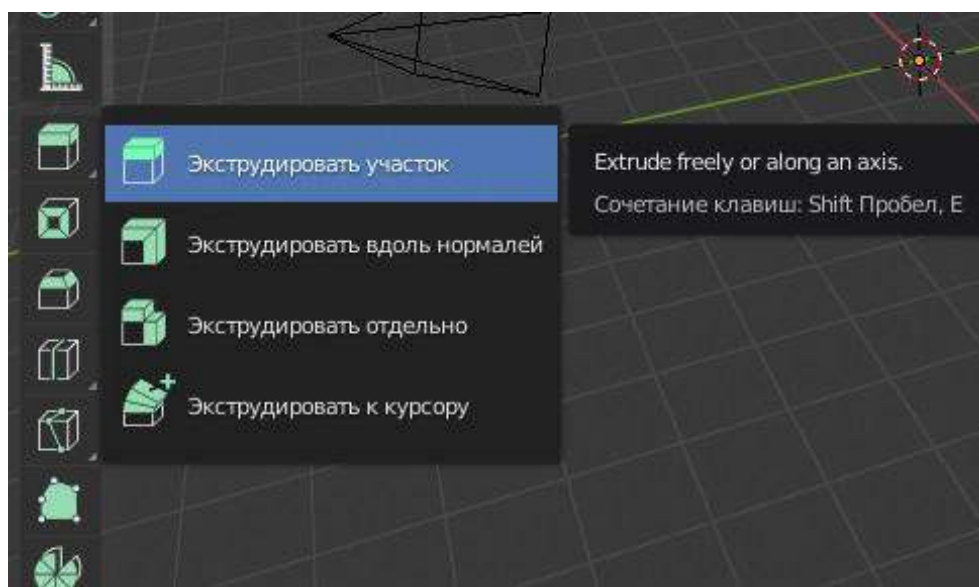 Экструдировать участок
Extrude freely or along an axis.
Сочетание клавиш: Shift Пробел, E
Экструдировать вдоль нормалей
Экструдировать отдельно
Экструдировать к курсору